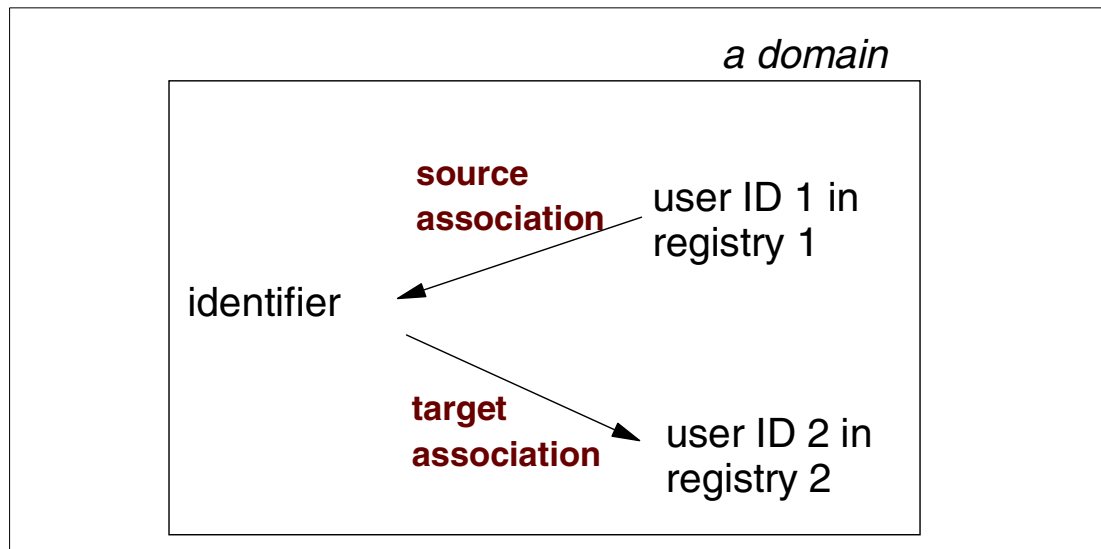 a domain
source
association
user ID 1 in
registry 1
identifier
target
association
user ID 2 in
registry 2